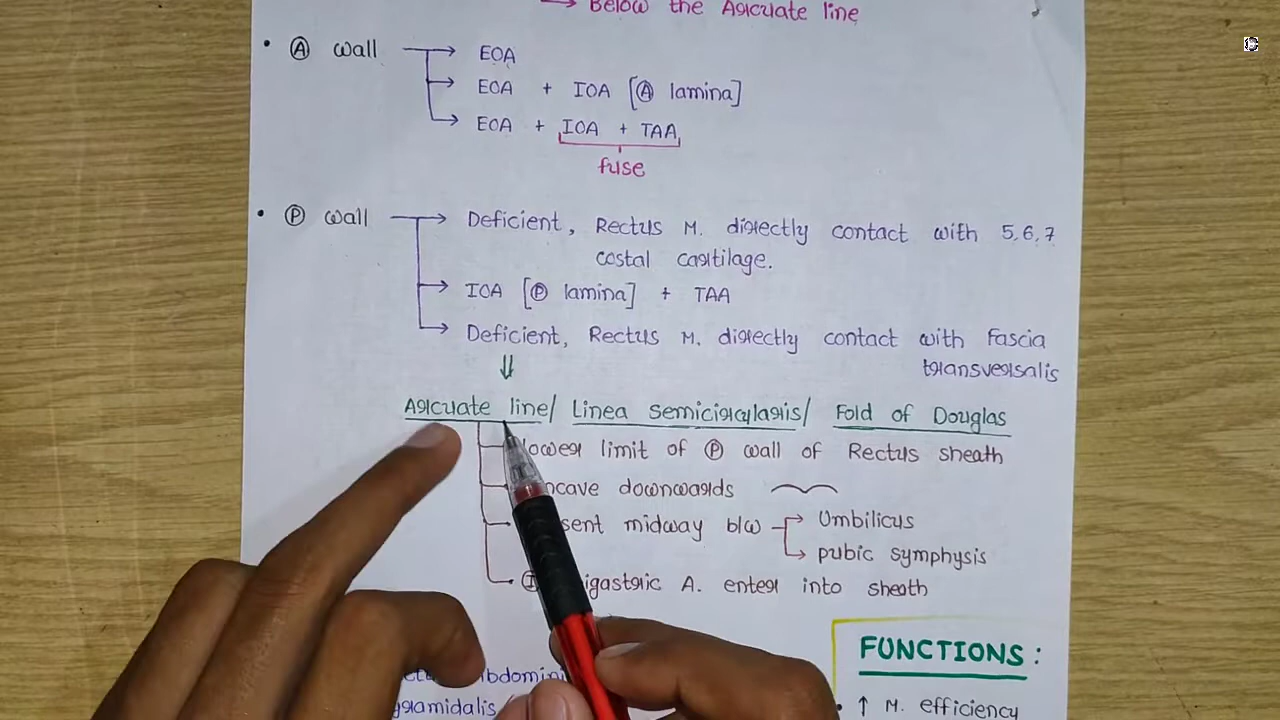 → Below the Arcuate line
• Ⓐ wall → EOA
→ EOA + IOA [Ⓐ lamina]
→ EOA + IOA + TAA
fuse
• Ⓟ wall → Deficient, Rectus M. directly contact with 5,6,7
costal cartilage.
→ IOA [Ⓟ lamina] + TAA
→ Deficient, Rectus M. directly contact with Fascia
transversalis
⇓
Arcuate line/ Linea semicircularis/ Fold of Douglas
lower limit of Ⓟ wall of Rectus sheath
downwards
midway b/w → Umbilicus
→ pubic symphysis
A. enter into sheath
FUNCTIONS :
• ↑ M. efficiency